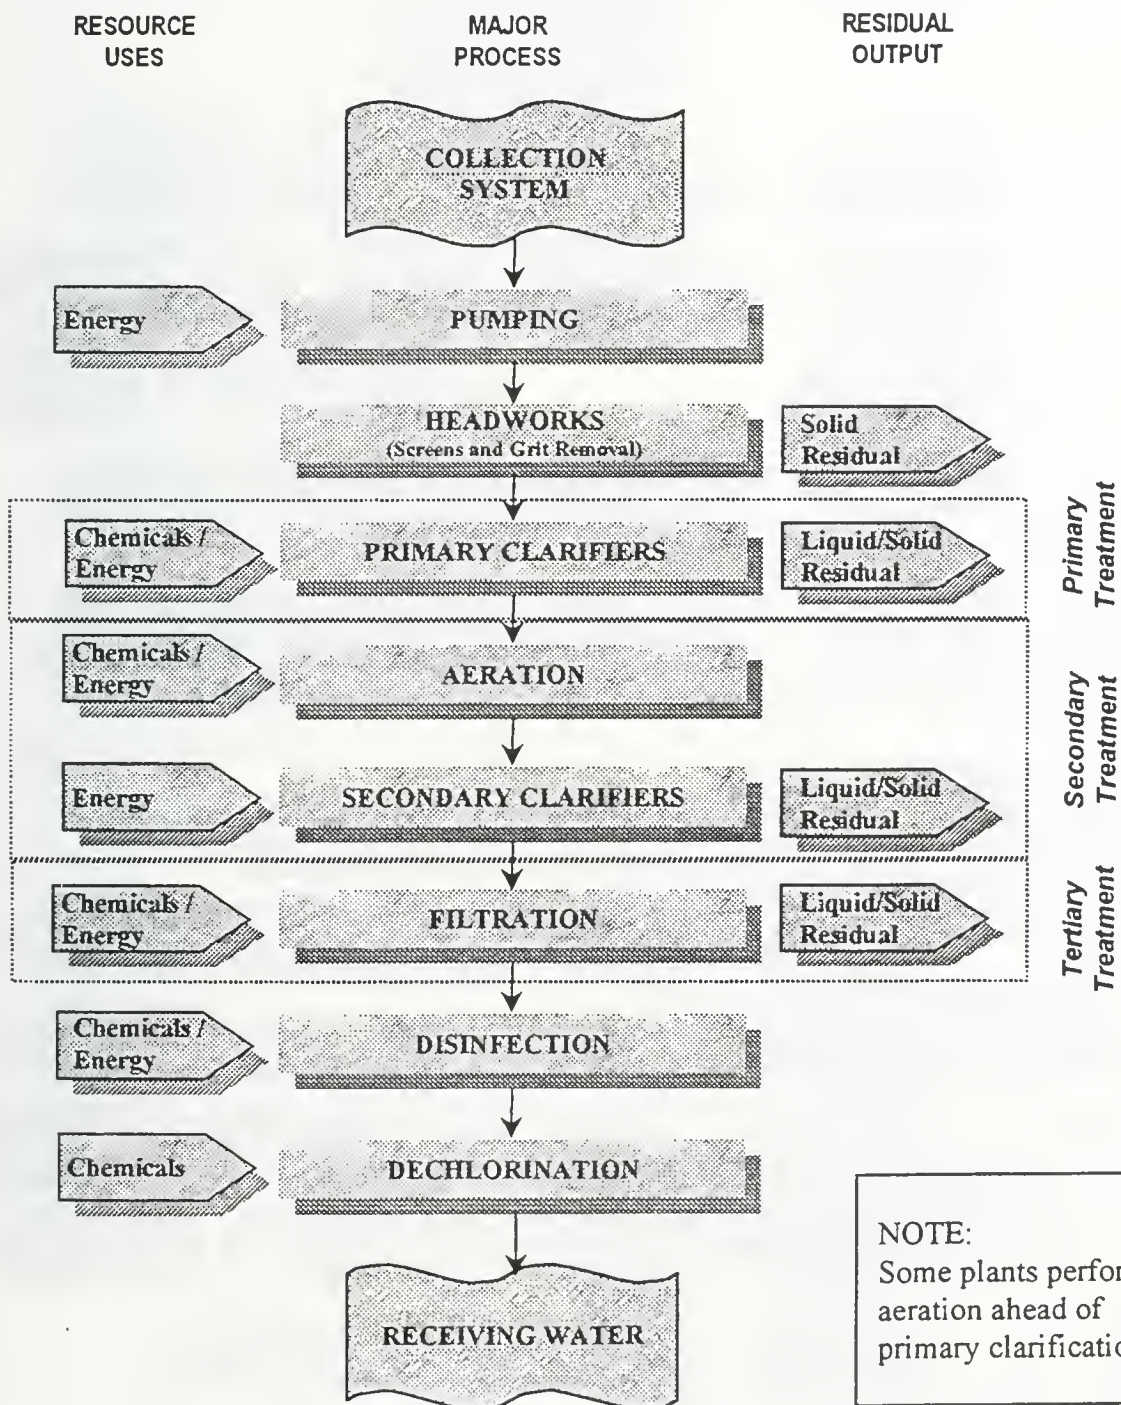 RESOURCE
USES
MAJOR
PROCESS
RESIDUAL
OUTPUT
COLLECTION
SYSTEM
Energy
PUMPING
HEADWORKS
(Screens and Grit Removal)
Solid
Residual
Chemicals /
Energy
PRIMARY CLARIFIERS
Liquid/Solid
Residual
Primary
Treatment
Chemicals /
Energy
AERATION
Energy
SECONDARY CLARIFIERS
Liquid/Solid
Residual
Secondary
Treatment
Chemicals /
Energy
FILTRATION
Liquid/Solid
Residual
Tertiary
Treatment
Chemicals /
Energy
DISINFECTION
Chemicals
DECHLORINATION
RECEIVING WATER
NOTE:
Some plants
aeration ahead of
primary